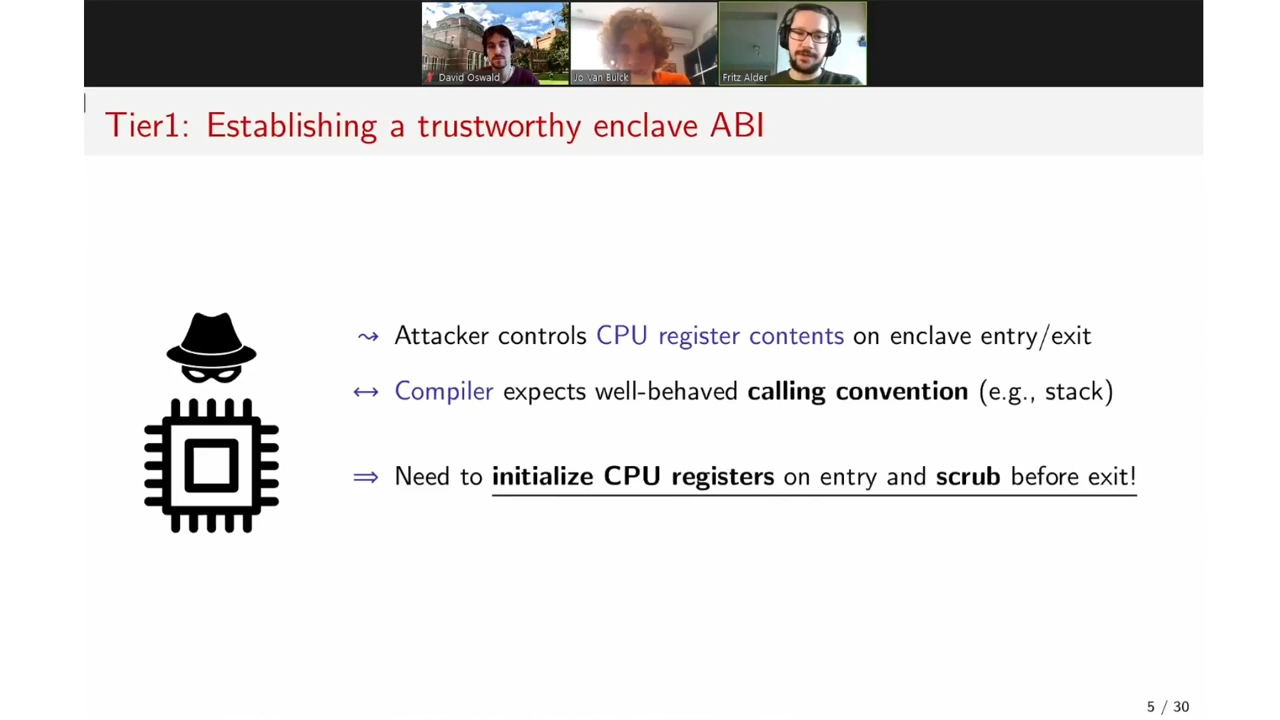 David Oswald
Jo Van Bulck
Fritz Alder
Tier1: Establishing a trustworthy enclave ABI
⇝ Attacker controls CPU register contents on enclave entry/exit
↔ Compiler expects well-behaved calling convention (e.g., stack)
⇒ Need to initialize CPU registers on entry and scrub before exit!
5 / 30